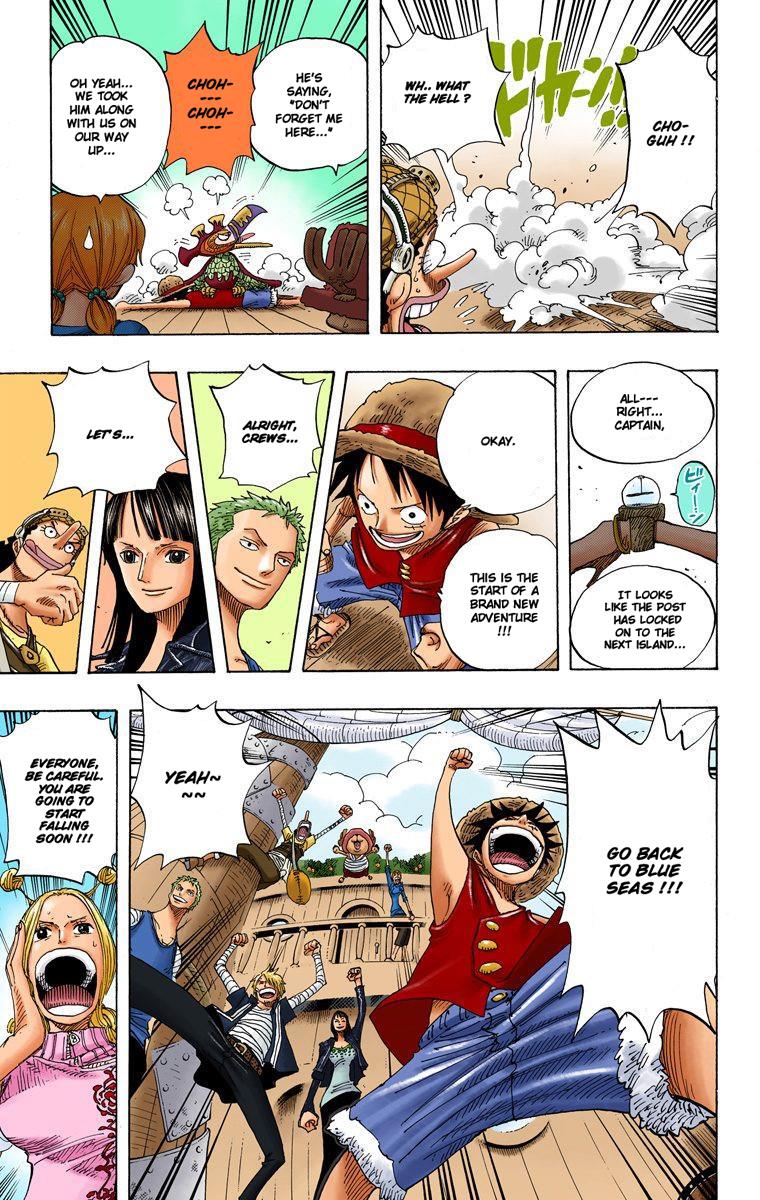 CHO-
GUH !!
ドカーン!!
WH.. WHAT
THE HELL ?
HE'S
SAYING,
"DON'T
FORGET ME
HERE..."
CHOH-
---
CHOH-
---
OH YEAH...
WE TOOK
HIM ALONG
WITH US ON
OUR WAY
UP...
ALL---
RIGHT...
CAPTAIN,
ビィーン
IT LOOKS
LIKE THE POST
HAS LOCKED
ON TO THE
NEXT ISLAND...
OKAY.
THIS IS THE
START OF A
BRAND NEW
ADVENTURE
!!!
ALRIGHT,
CREWS...
LET'S...
GO BACK
TO BLUE
SEAS !!!
YEAH~
~~
EVERYONE,
BE CAREFUL.
YOU ARE
GOING TO
START
FALLING
SOON !!!